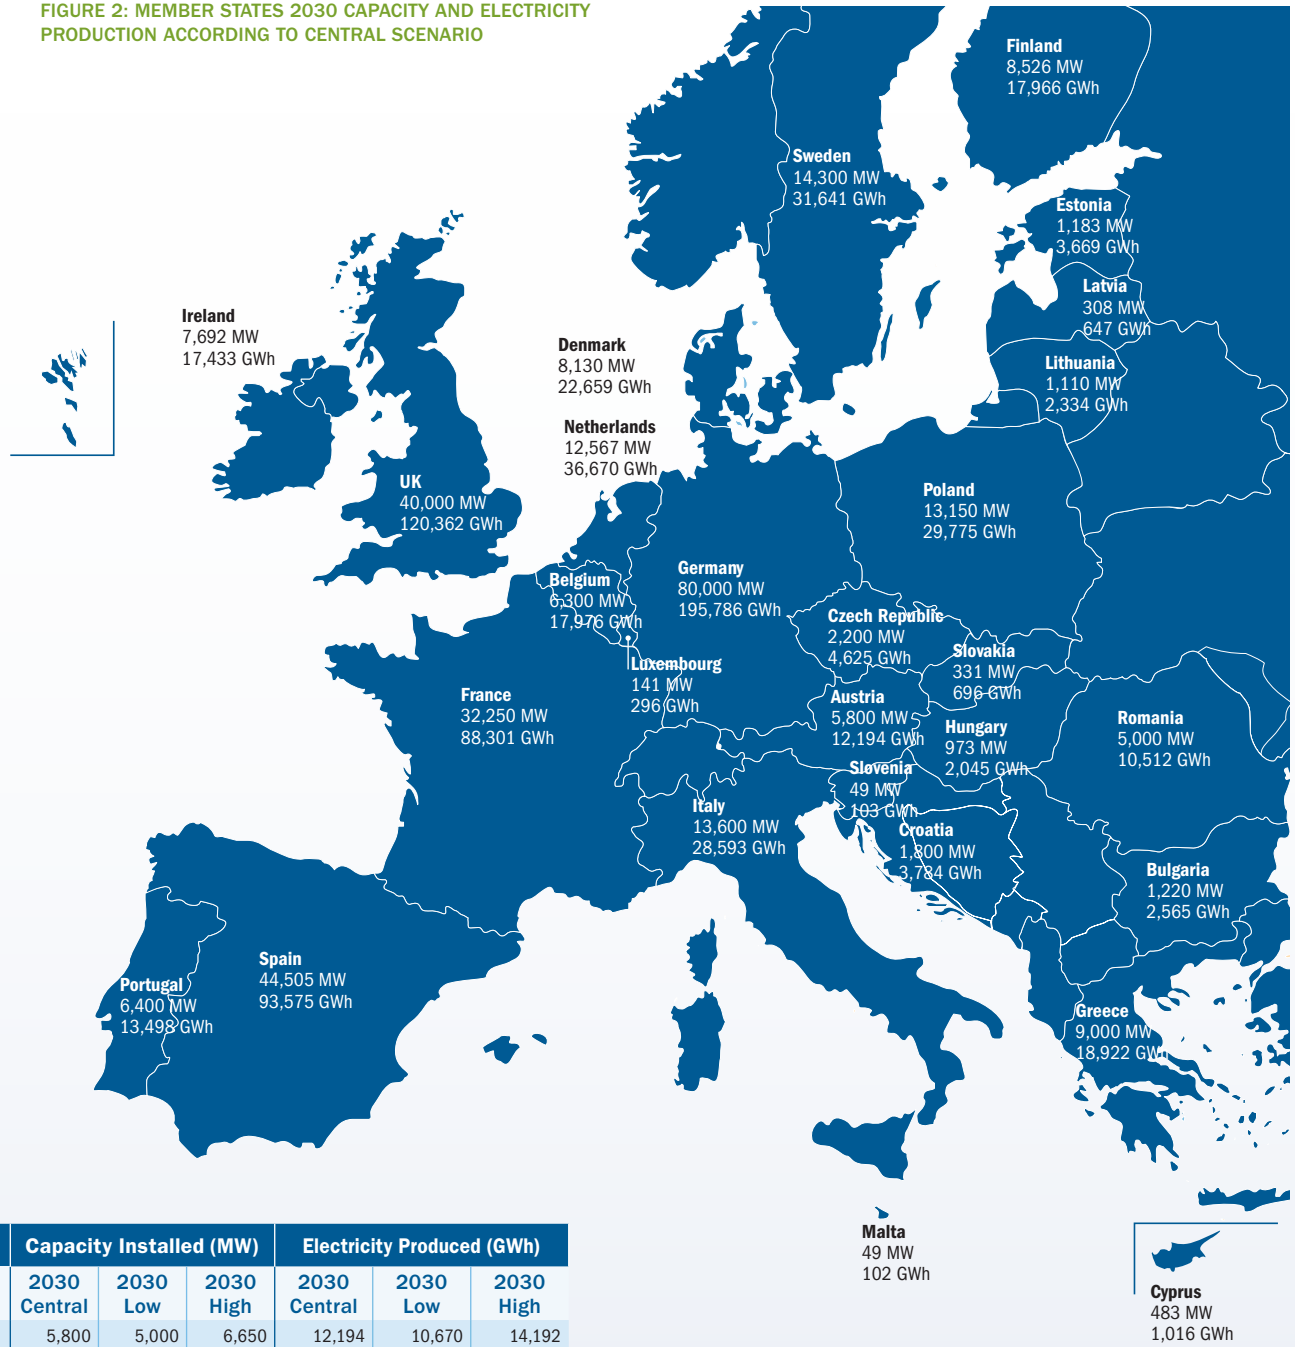 FIGURE 2: MEMBER STATES 2030 CAPACITY AND ELECTRICITY
PRODUCTION ACCORDING TO CENTRAL SCENARIO
Finland
8,526 MW
17,966 GWh
Sweden
14,300 MW
31,641 GWh
Estonia
1,183 MW
3,669 GWh
Latvia
308 MW
647 GWh
Ireland
7,692 MW
17,433 GWh
Denmark
8,130 MW
22,659 GWh
Lithuania
1,110 MW
2,334 GWh
Netherlands
12,567 MW
36,670 GWh
UK
40,000 MW
120,362 GWh
Poland
13,150 MW
29,775 GWh
Germany
80,000 MW
195,786 GWh
Belgium
6,300 MW
17,976 GWh
Czech Republic
2,200 MW
4,625 GWh
Slovakia
331 MW
696 GWh
Luxembourg
141 MW
296 GWh
France
32,250 MW
88,301 GWh
Austria
5,800 MW
12,194 GWh
Hungary
973 MW
2,045 GWh
Romania
5,000 MW
10,512 GWh
Slovenia
49 MW
103 GWh
Italy
13,600 MW
28,593 GWh
Croatia
1,800 MW
3,784 GWh
Bulgaria
1,220 MW
2,565 GWh
Spain
44,505 MW
93,575 GWh
Portugal
6,400 MW
13,498 GWh
Greece
9,000 MW
18,922 GWh
Malta
49 MW
102 GWh
Cyprus
483 MW
1,016 GWh
Capacity Installed (MW) Electricity Produced (GWh)
2030 Central 2030 Low 2030 High 2030 Central 2030 Low 2030 High
5,800 5,000 6,650 12,194 10,670 14,192